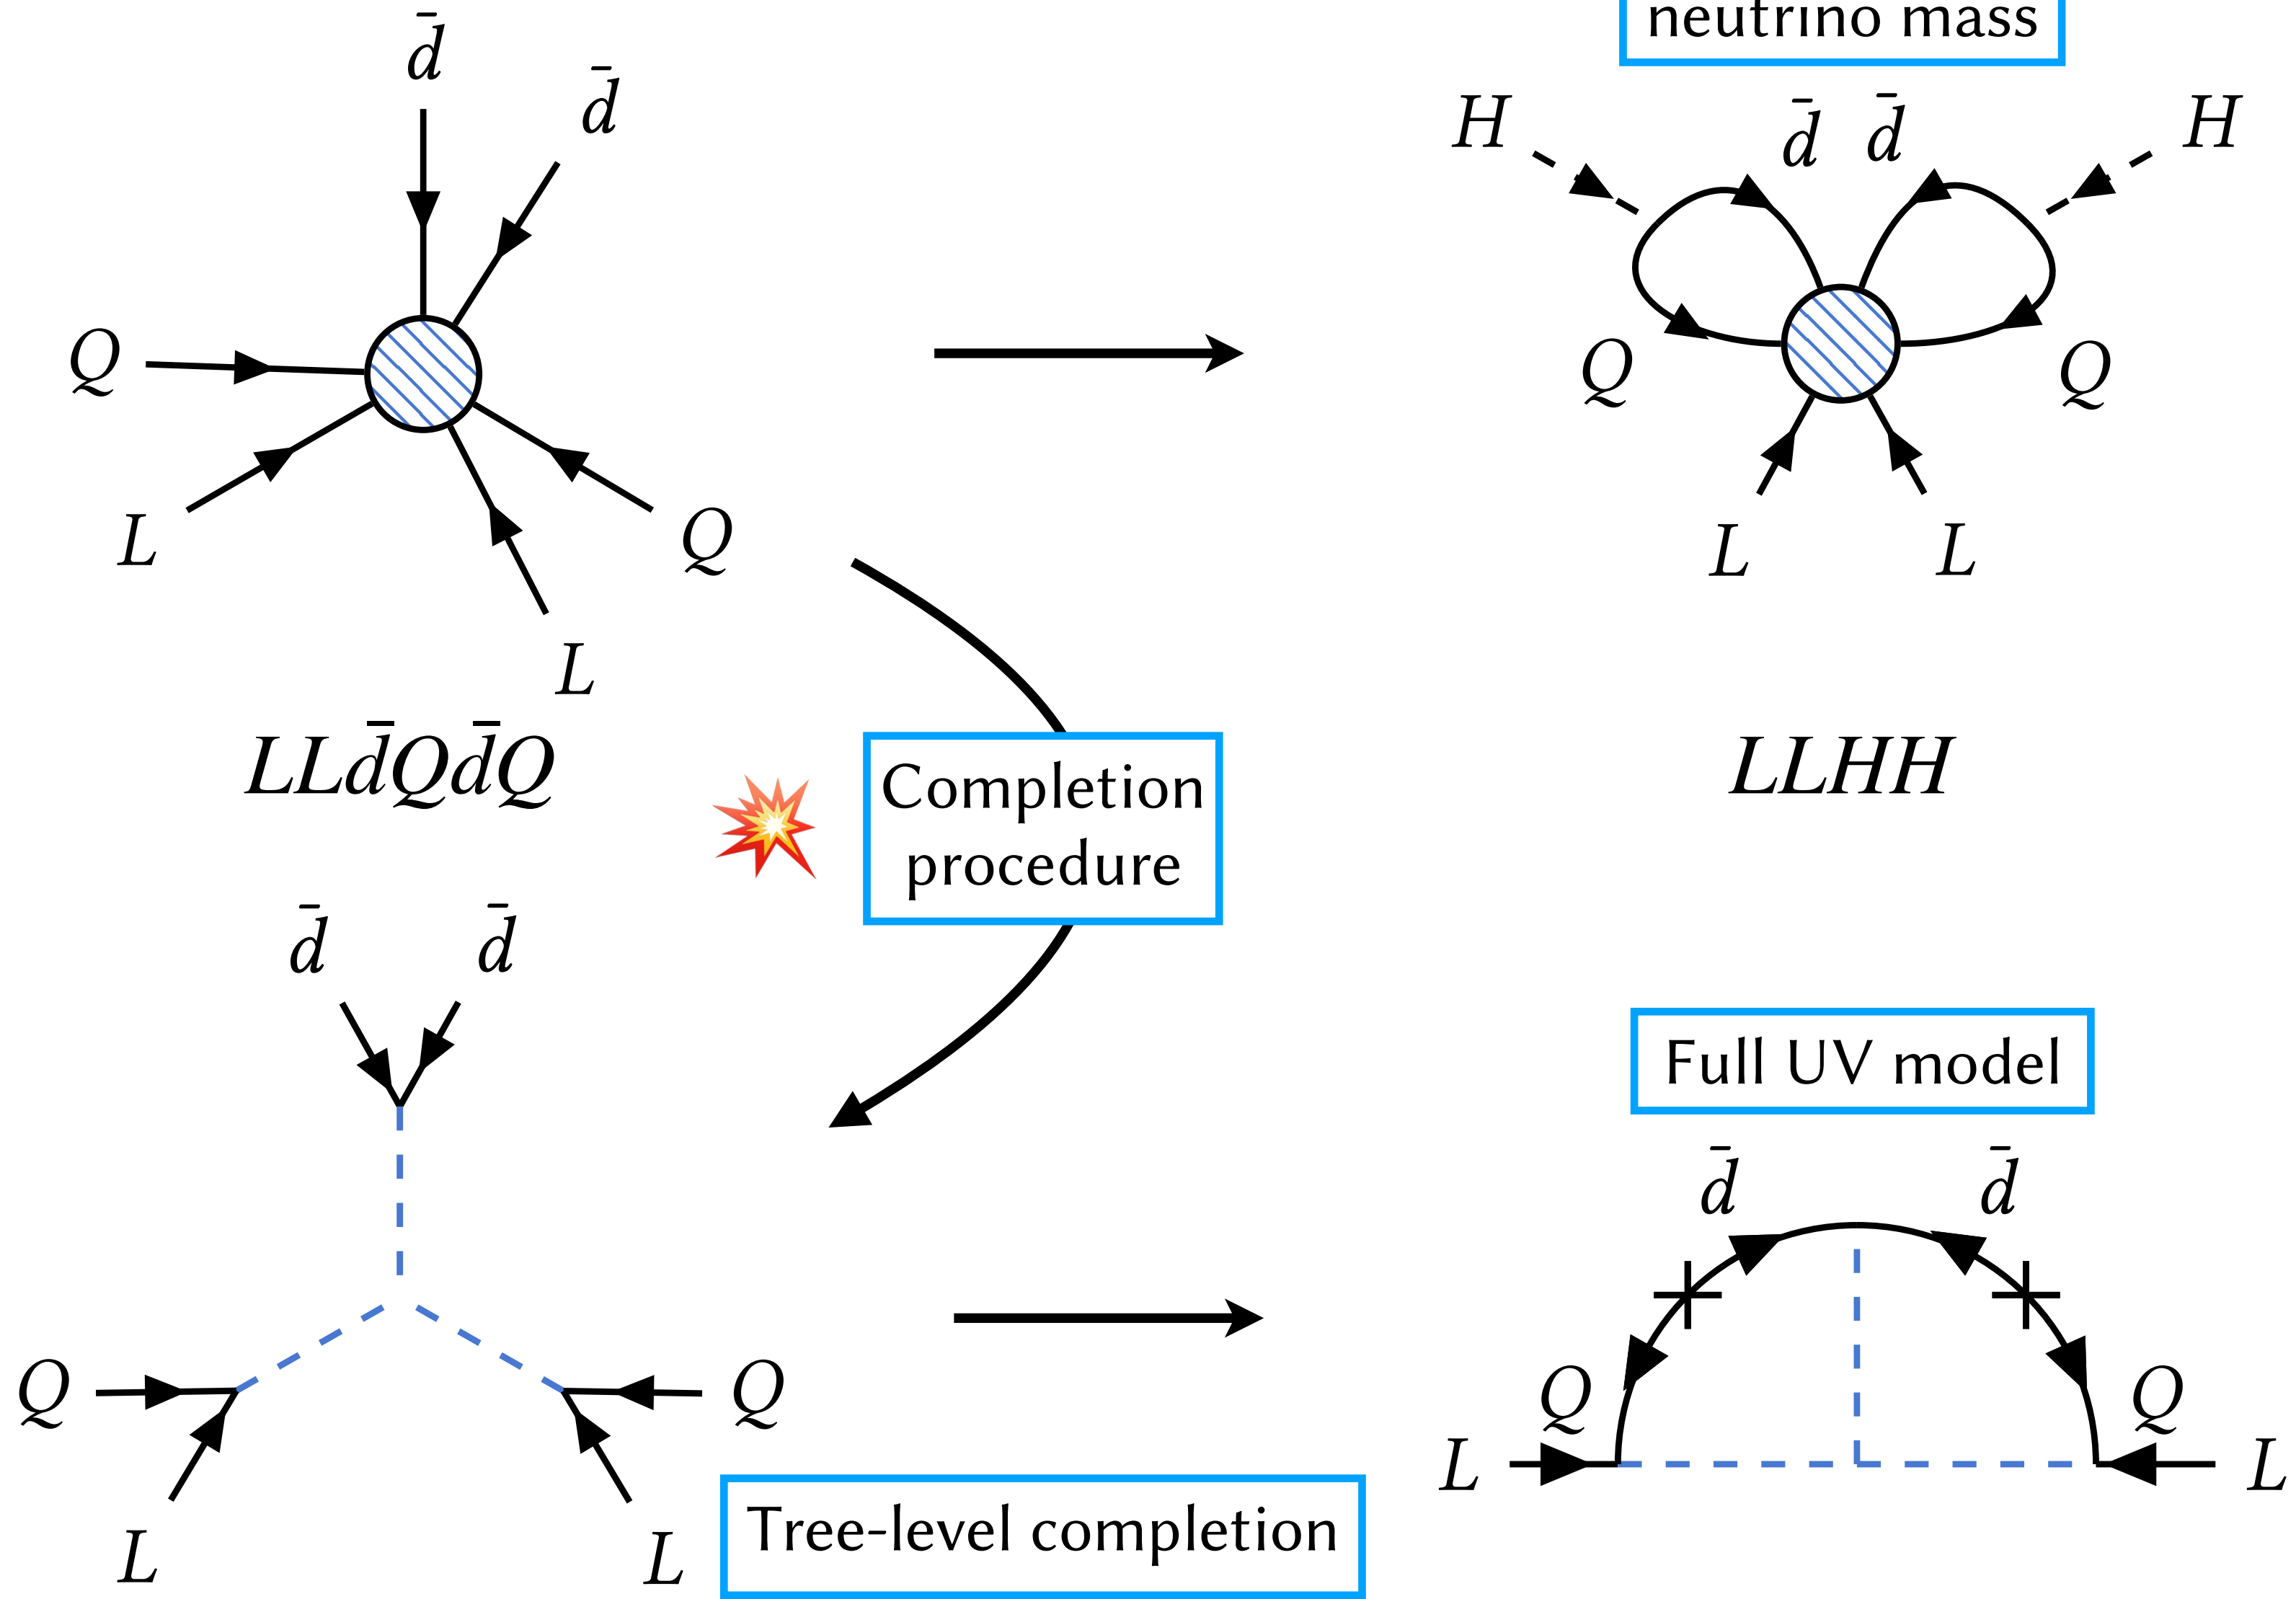 neutrino mass
d̄
d̄
Q
L
L
Q
H
d̄ d̄
H
Q
Q
L
L
LLd̄Qd̄Q
LLHH
Completion
procedure
d̄
d̄
Q
L
Q
L
Tree-level completion
Full UV model
d̄
d̄
Q
Q
L
L